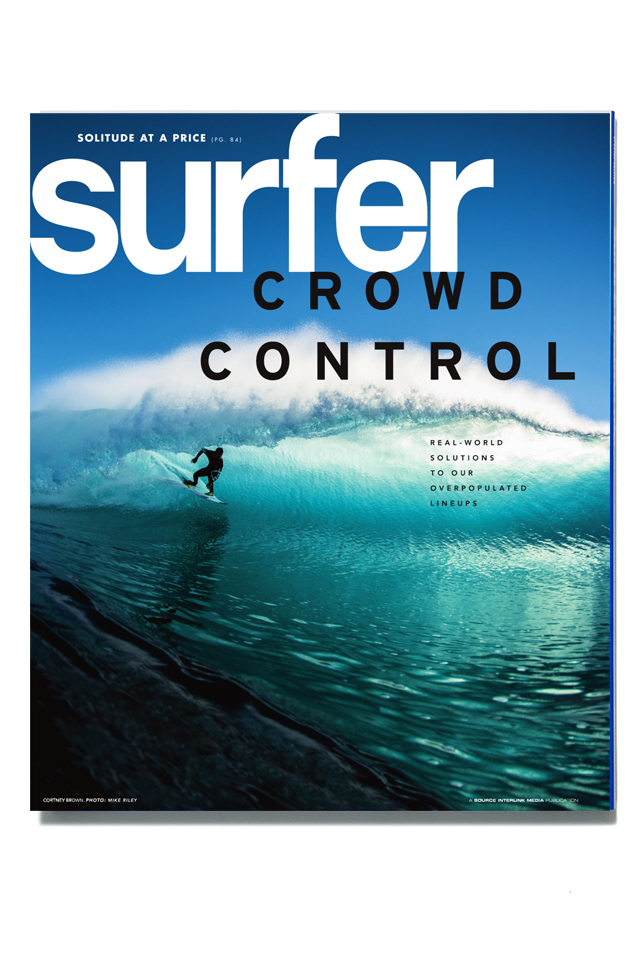 SOLITUDE AT A PRICE (PG. 84)
surfer
CROWD
CONTROL
REAL-WORLD
SOLUTIONS
TO OUR
OVERPOPULATED
LINEUPS
CORTNEY BROWN. PHOTO: MIKE RILEY
A SOURCE INTERLINK MEDIA PUBLICATION